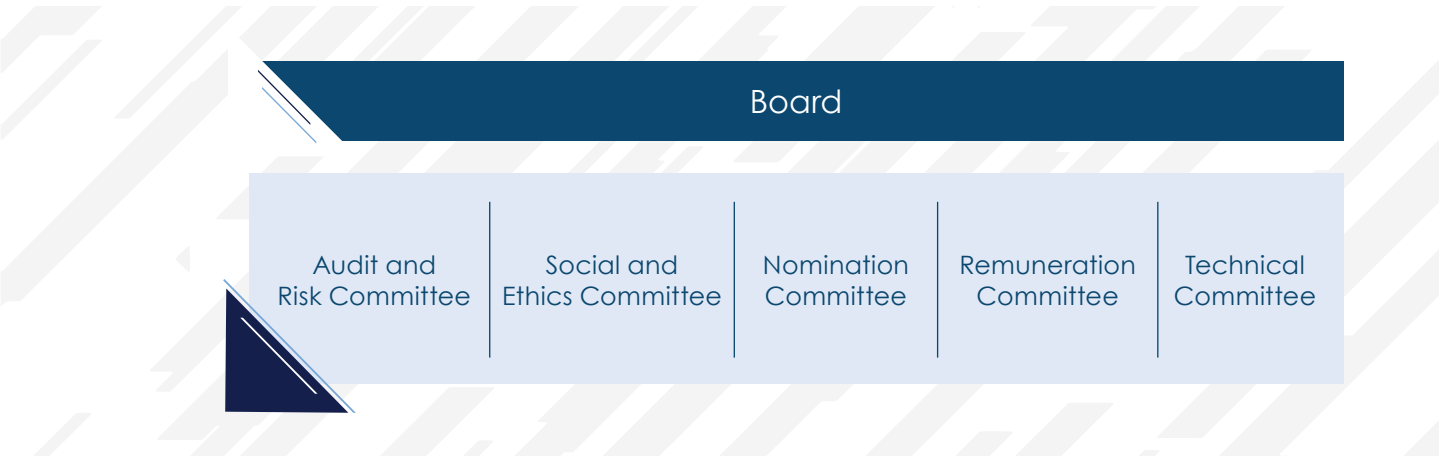 Board
Audit and
Risk Committee
Social and
Ethics Committee
Nomination
Committee
Remuneration
Committee
Technical
Committee